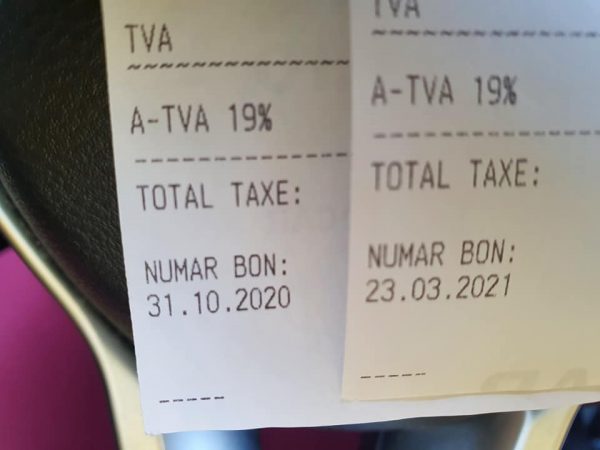 TVA
~~~~~~~~~~~~~~~~~~~~
A-TVA 19%
--------------------
TOTAL TAXE:
NUMAR BON:
31.10.2020
-----
TVA
~~~~~~~~~~~~~~~~~~~~
A-TVA 19%
--------------------
TOTAL TAXE:
NUMAR BON:
23.03.2021
-----